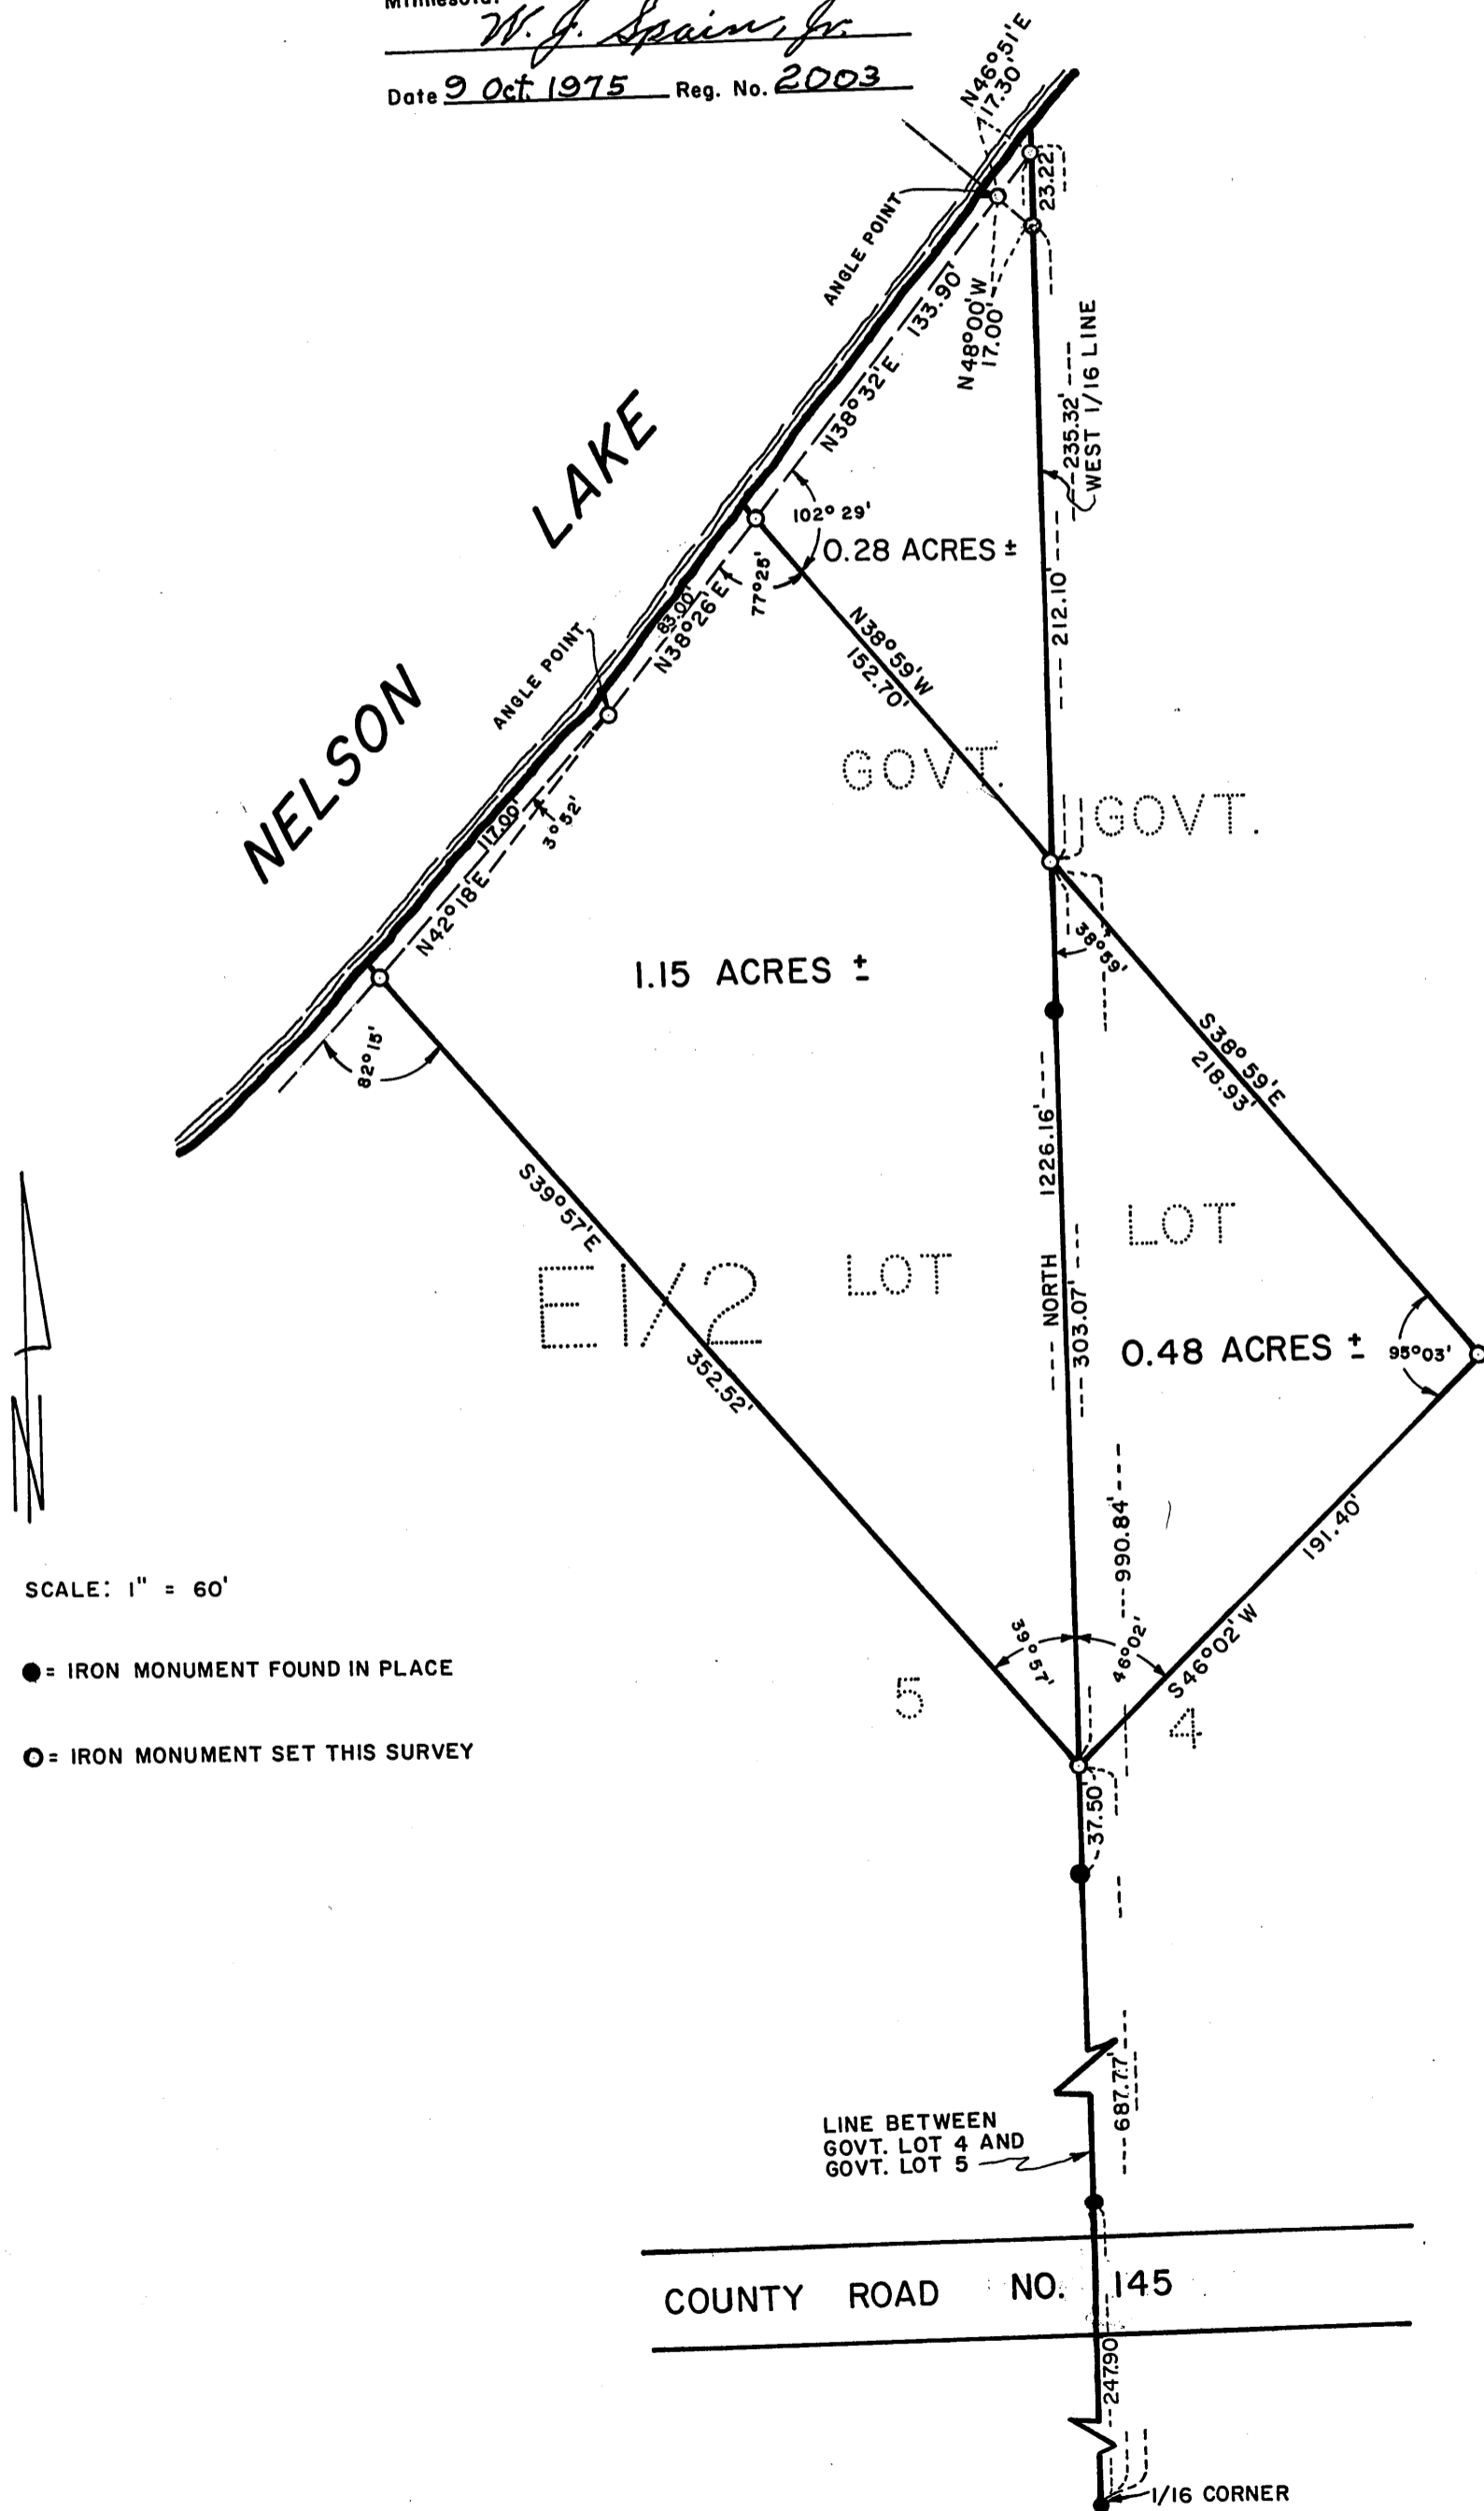 W. J. Spain, Jr.
Date 9 Oct. 1975 Reg. No. 2003
N46°51'E
17.30'
23.22'
ANGLE POINT
N38°32'E 133.90'
N48°00'W
17.00'
235.32'
WEST 1/16 LINE
NELSON LAKE
102°29'
0.28 ACRES ±
77°25'
83.00'
N38°26'E
212.10'
N38°59'W
152.70'
ANGLE POINT
GOVT.
GOVT.
117.00'
N42°18'E
3°52'
38°59'
1.15 ACRES ±
82°15'
S38°59'E
218.93'
1226.16'
NORTH
303.07'
S39°57'E
352.52'
E1/2
LOT
LOT
0.48 ACRES ±
95°03'
990.84'
191.40'
S46°02'W
39°57'
46°02'
5
4
37.50'
SCALE: 1" = 60'
= IRON MONUMENT FOUND IN PLACE
= IRON MONUMENT SET THIS SURVEY
N
687.77'
LINE BETWEEN
GOVT. LOT 4 AND
GOVT. LOT 5
COUNTY ROAD NO. 145
247.90
1/16 CORNER